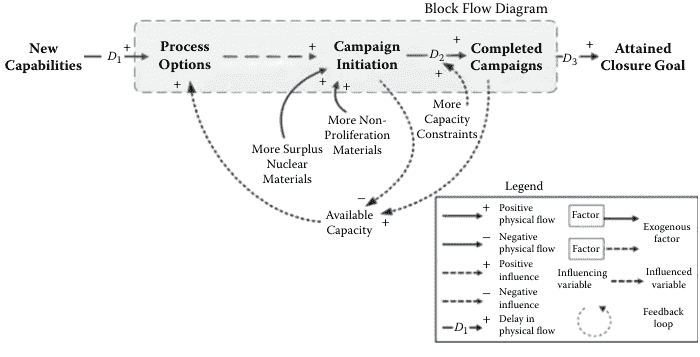 Block Flow Diagram
New
Capabilities
D1
+
Process
Options
+
+
Campaign
Initiation
+
+
D2
+
+
Completed
Campaigns
D3
+
Attained
Closure Goal
More Surplus
Nuclear
Materials
More Non-
Proliferation
Materials
More
Capacity
Constraints
−
Available
Capacity
+
Legend
+
Positive
physical flow
−
Negative
physical flow
+
Positive
influence
−
Negative
influence
D1
+
Delay in
physical flow
Factor
Factor
Exogenous
factor
Influencing
variable
Influenced
variable
Feedback
loop